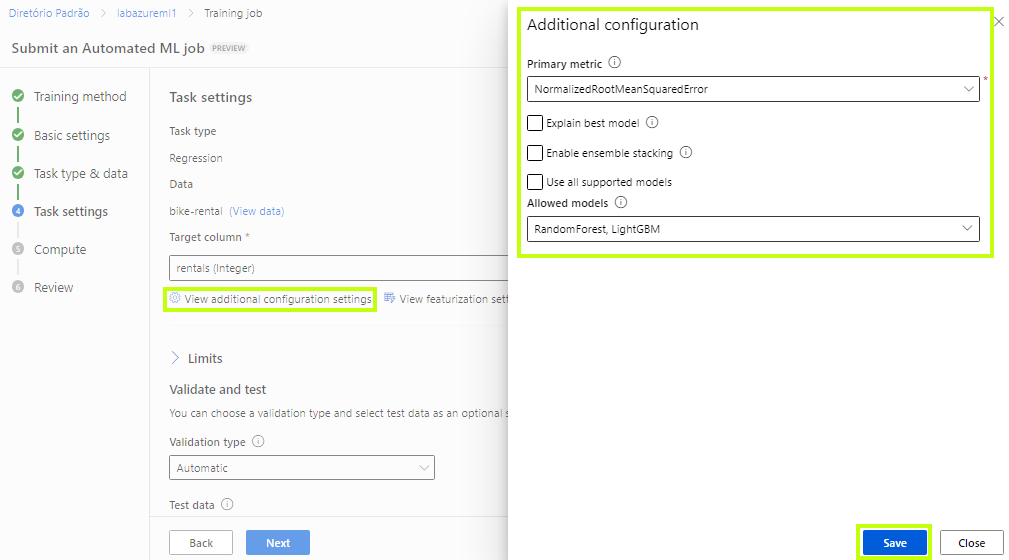 Diretório Padrão > labazureml1 > Training job
Submit an Automated ML job PREVIEW
Training method
Basic settings
Task type & data
4 Task settings
5 Compute
6 Review
Task settings
Task type
Regression
Data
bike-rental (View data)
Target column *
rentals (Integer)
View additional configuration settings View featurization sett
Limits
Validate and test
You can choose a validation type and select test data as an optional s
Validation type
Automatic
Test data
Back Next
Additional configuration
Primary metric
NormalizedRootMeanSquaredError *
Explain best model
Enable ensemble stacking
Use all supported models
Allowed models
RandomForest, LightGBM
Save Close